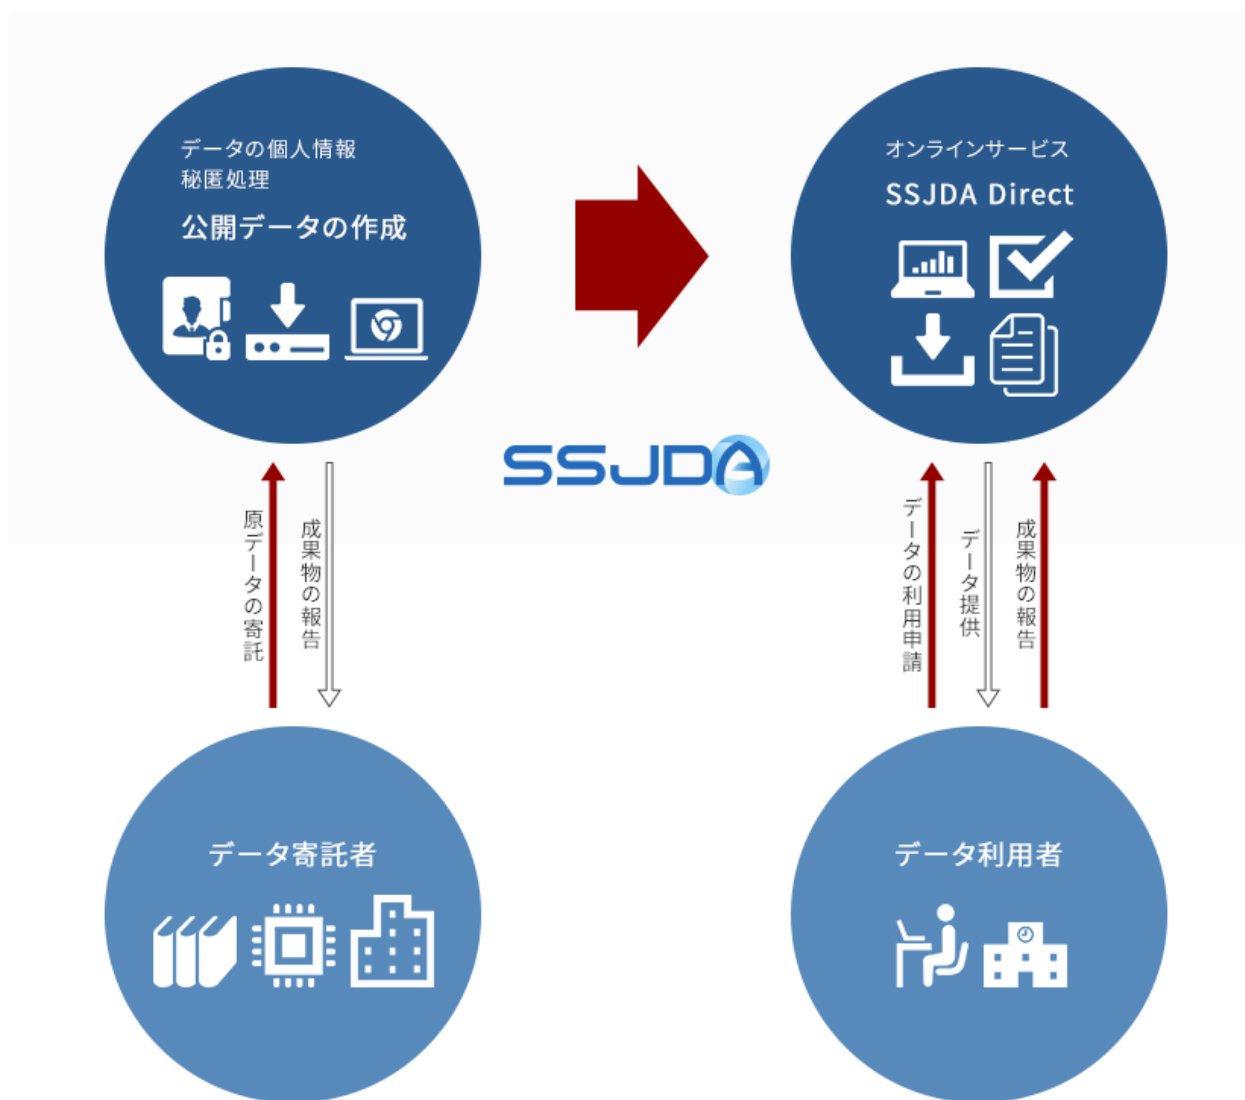 データの個人情報
秘匿処理
公開データの作成
オンラインサービス
SSJDA Direct
SSJDA
原データの寄託
成果物の報告
データの利用申請
データ提供
成果物の報告
データ寄託者
データ利用者